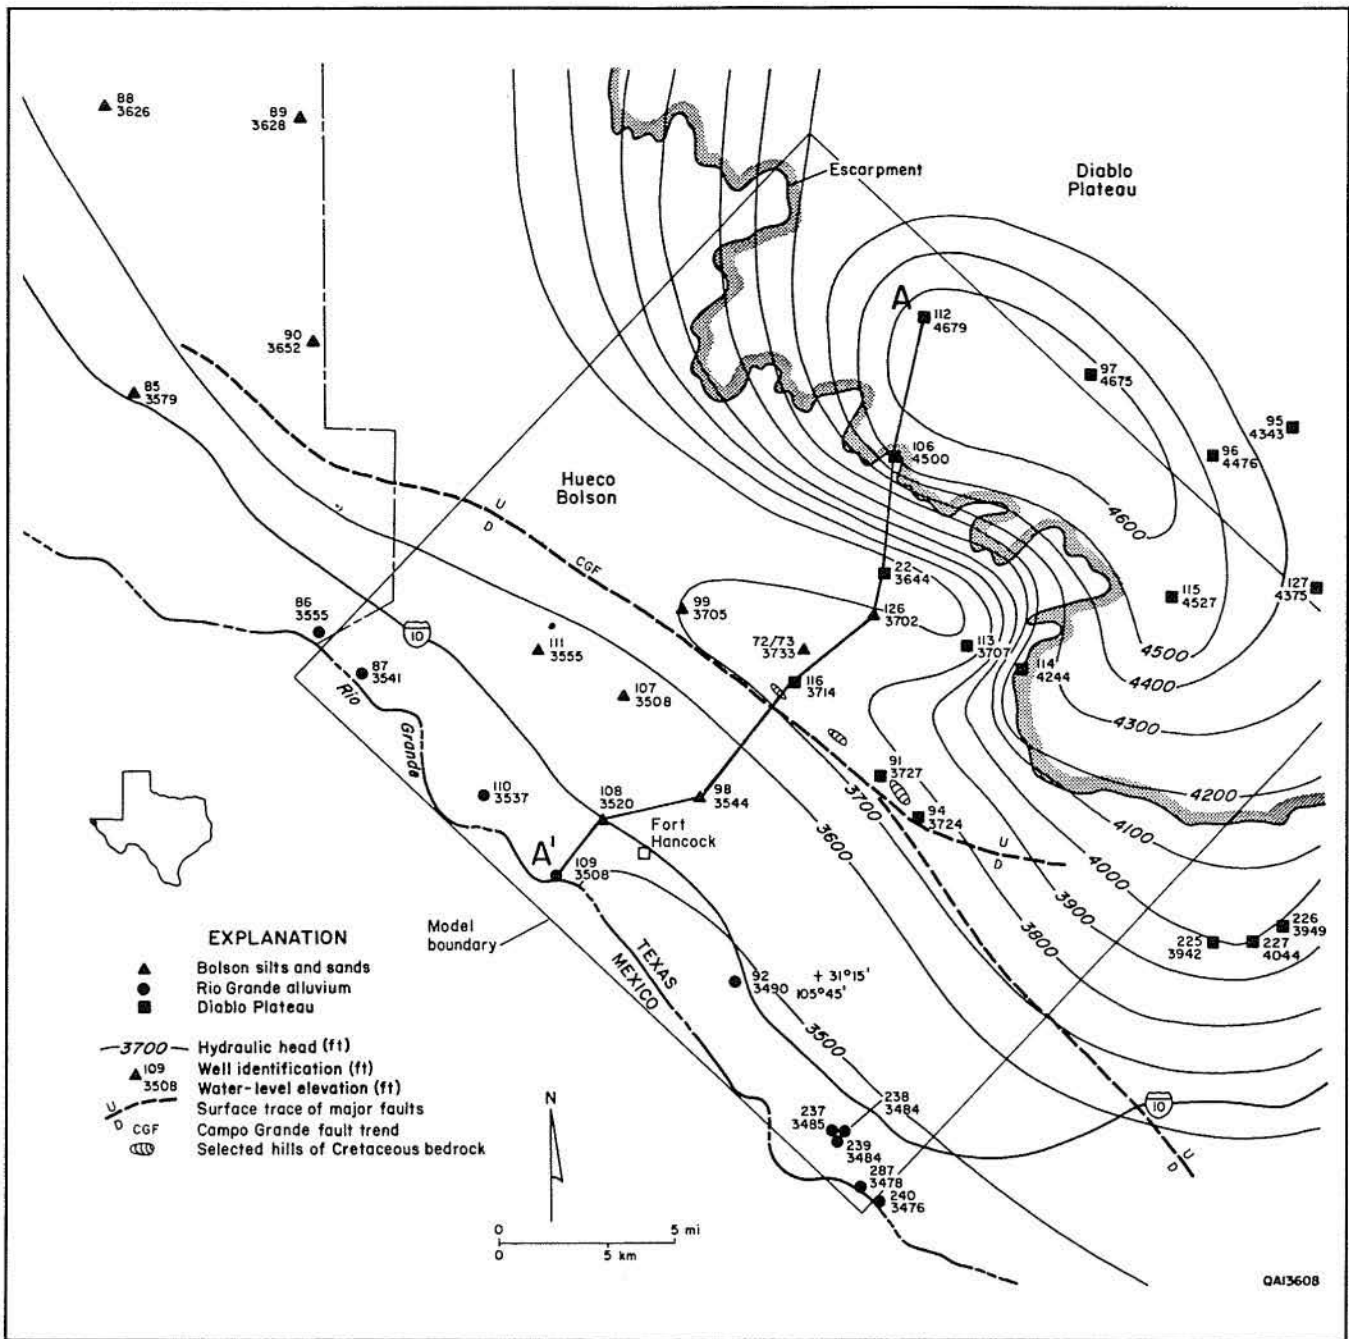 88
3626
89
3628
Escarpment
Diablo
Plateau
A
112
4679
90
3652
97
4675
85
3579
95
4343
106
4500
96
4476
Hueco
Bolson
U
D
4600
CGF
22
3644
127
4375
115
4527
99
3705
126
3702
86
3555
10
111
3555
72/73
3733
113
3707
4500
87
3541
114
4244
4400
116
3714
107
3508
Rio
Grande
4300
91
3727
3700
110
3537
98
3544
4200
108
3520
94
3724
3600
4100
Fort
Hancock
U
D
A'
109
3508
4000
3900
226
3949
Model
boundary
3800
225
3942
227
4044
TEXAS
MEXICO
92
3490
+ 31°15'
105°45'
3500
EXPLANATION
Bolson silts and sands
Rio Grande alluvium
Diablo Plateau
3700 Hydraulic head (ft)
109 Well identification (ft)
3508 Water-level elevation (ft)
U
D Surface trace of major faults
CGF Campo Grande fault trend
Selected hills of Cretaceous bedrock
N
238
3484
237
3485
10
239
3484
U
D
287
3478
240
3476
0 5 mi
0 5 km
QA13608